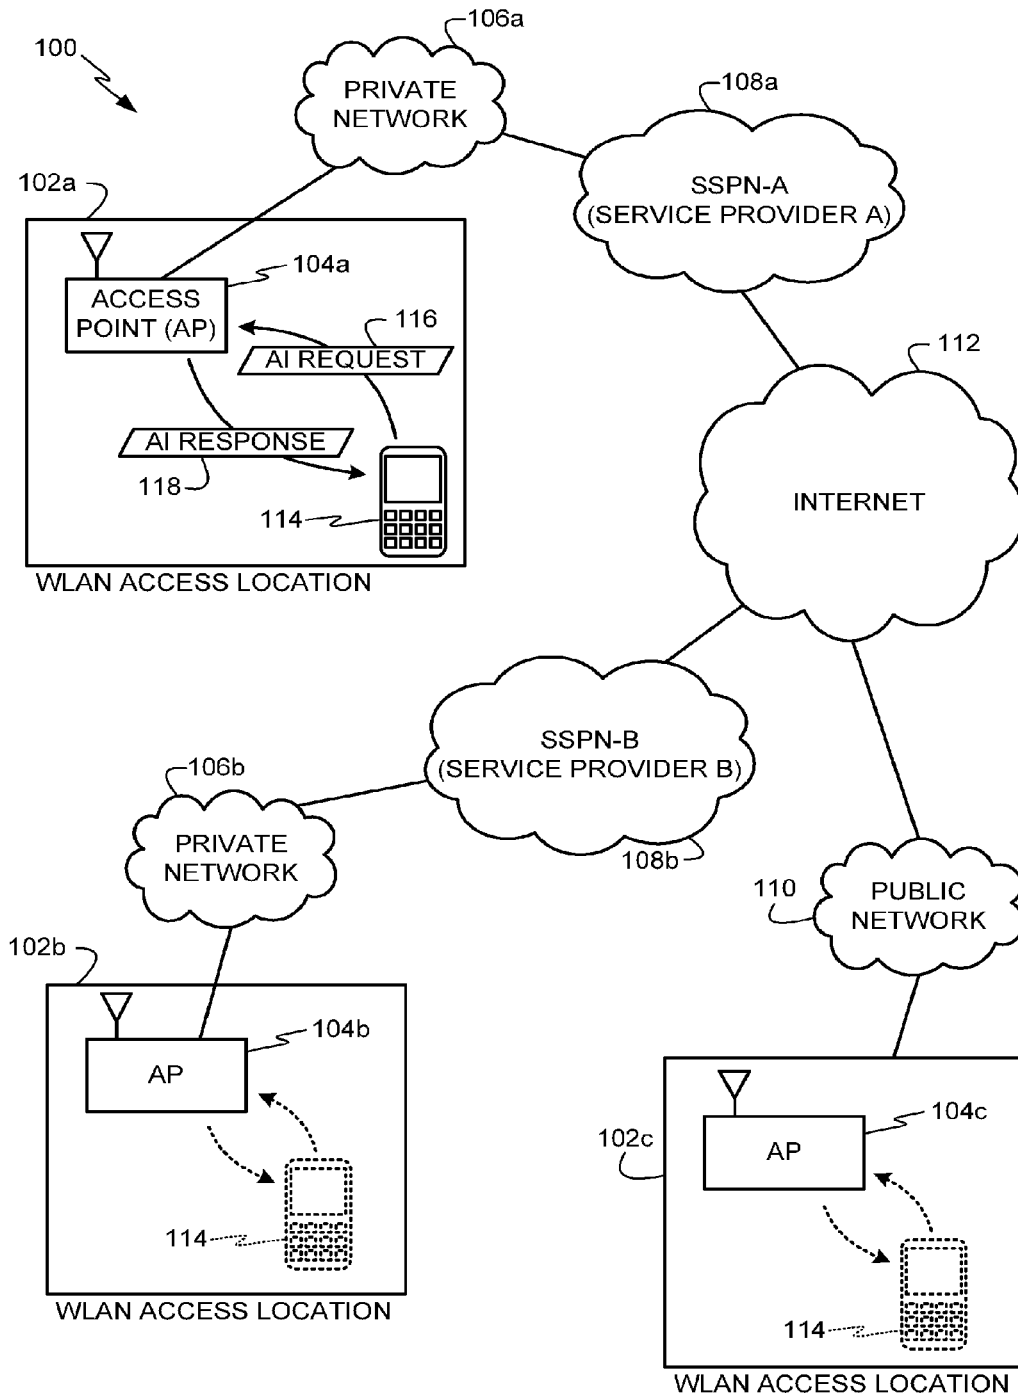 106a
100
PRIVATE
NETWORK
108a
SSPN-A
(SERVICE PROVIDER A)
102a
104a
ACCESS
POINT (AP)
116
AI REQUEST
112
AI RESPONSE
118
114
INTERNET
WLAN ACCESS LOCATION
SSPN-B
(SERVICE PROVIDER B)
106b
108b
PRIVATE
NETWORK
110
PUBLIC
NETWORK
102b
104b
AP
104c
102c
AP
114
WLAN ACCESS LOCATION
114
WLAN ACCESS LOCATION